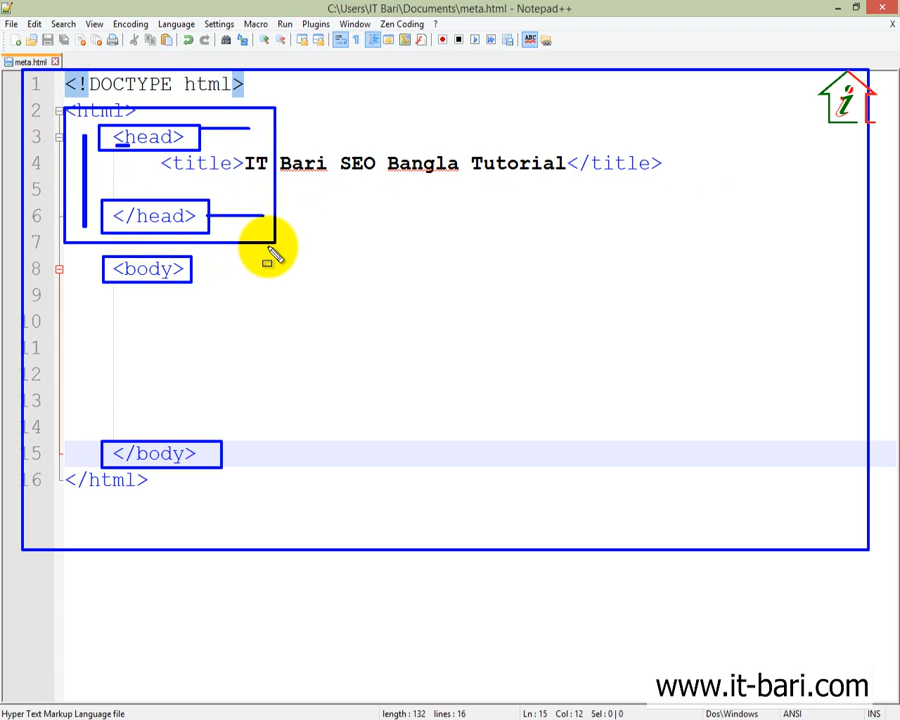 C:\Users\IT Bari\Documents\meta.html - Notepad++
File Edit Search View Encoding Language Settings Macro Run Plugins Window Zen Coding ? X
meta.html
1 <!DOCTYPE html>
2 <html>
3 <head>
4 <title>IT Bari SEO Bangla Tutorial</title>
5
6 </head>
7
8 <body>
9
10
11
12
13
14
15 </body>
16 </html>
www.it-bari.com
Hyper Text Markup Language file length : 132 lines : 16 Ln : 15 Col : 12 Sel : 0 | 0 Dos\Windows ANSI INS